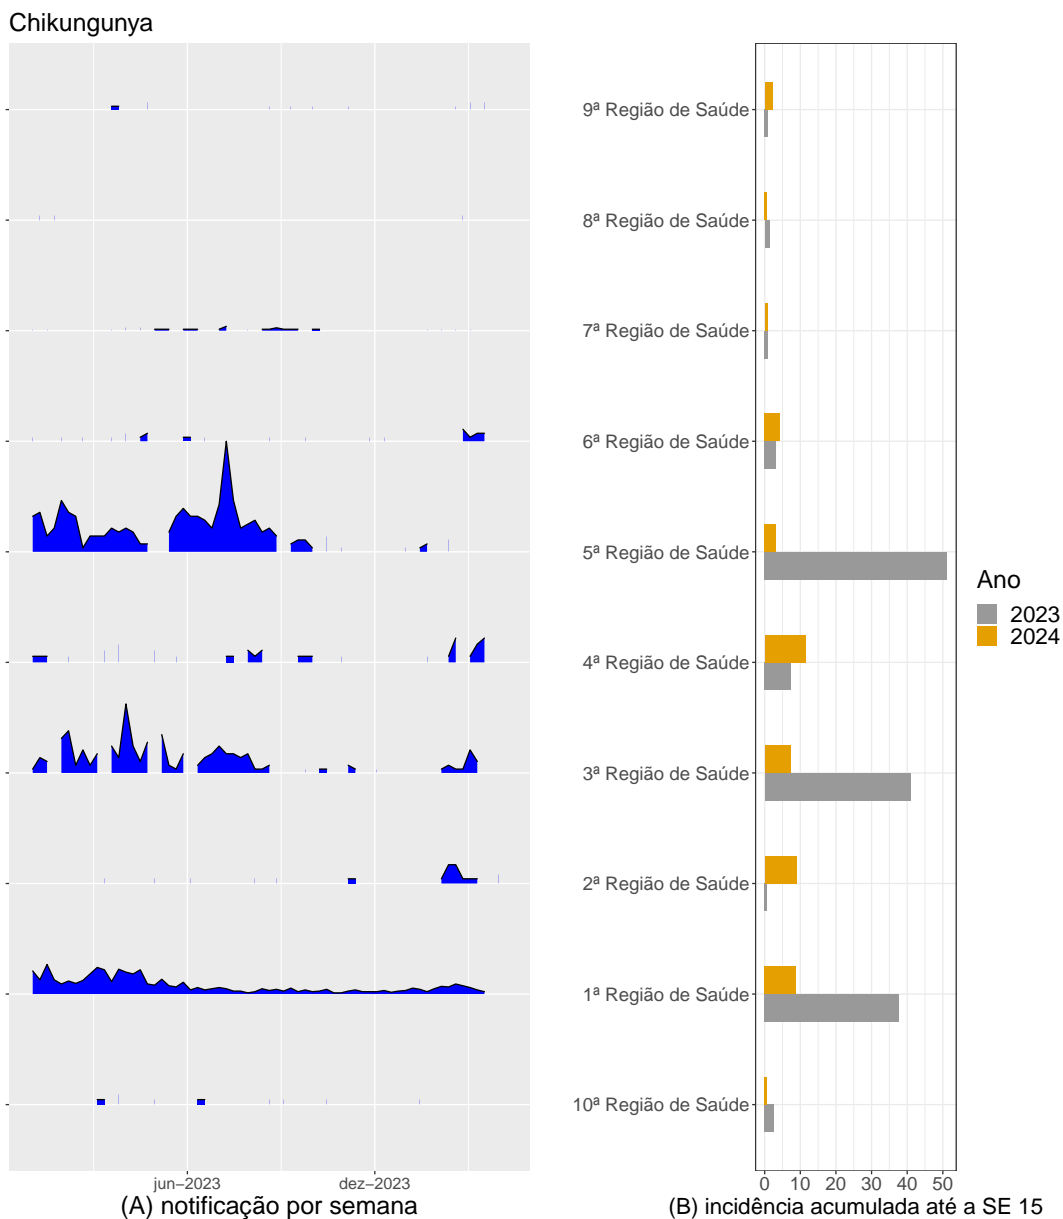 Chikungunya
9ª Região de Saúde
8ª Região de Saúde
7ª Região de Saúde
6ª Região de Saúde
5ª Região de Saúde
4ª Região de Saúde
3ª Região de Saúde
2ª Região de Saúde
1ª Região de Saúde
10ª Região de Saúde
Ano
2023
2024
jun−2023 dez−2023
0 10 20 30 40 50
(A) notificação por semana
(B) incidência acumulada até a SE 15